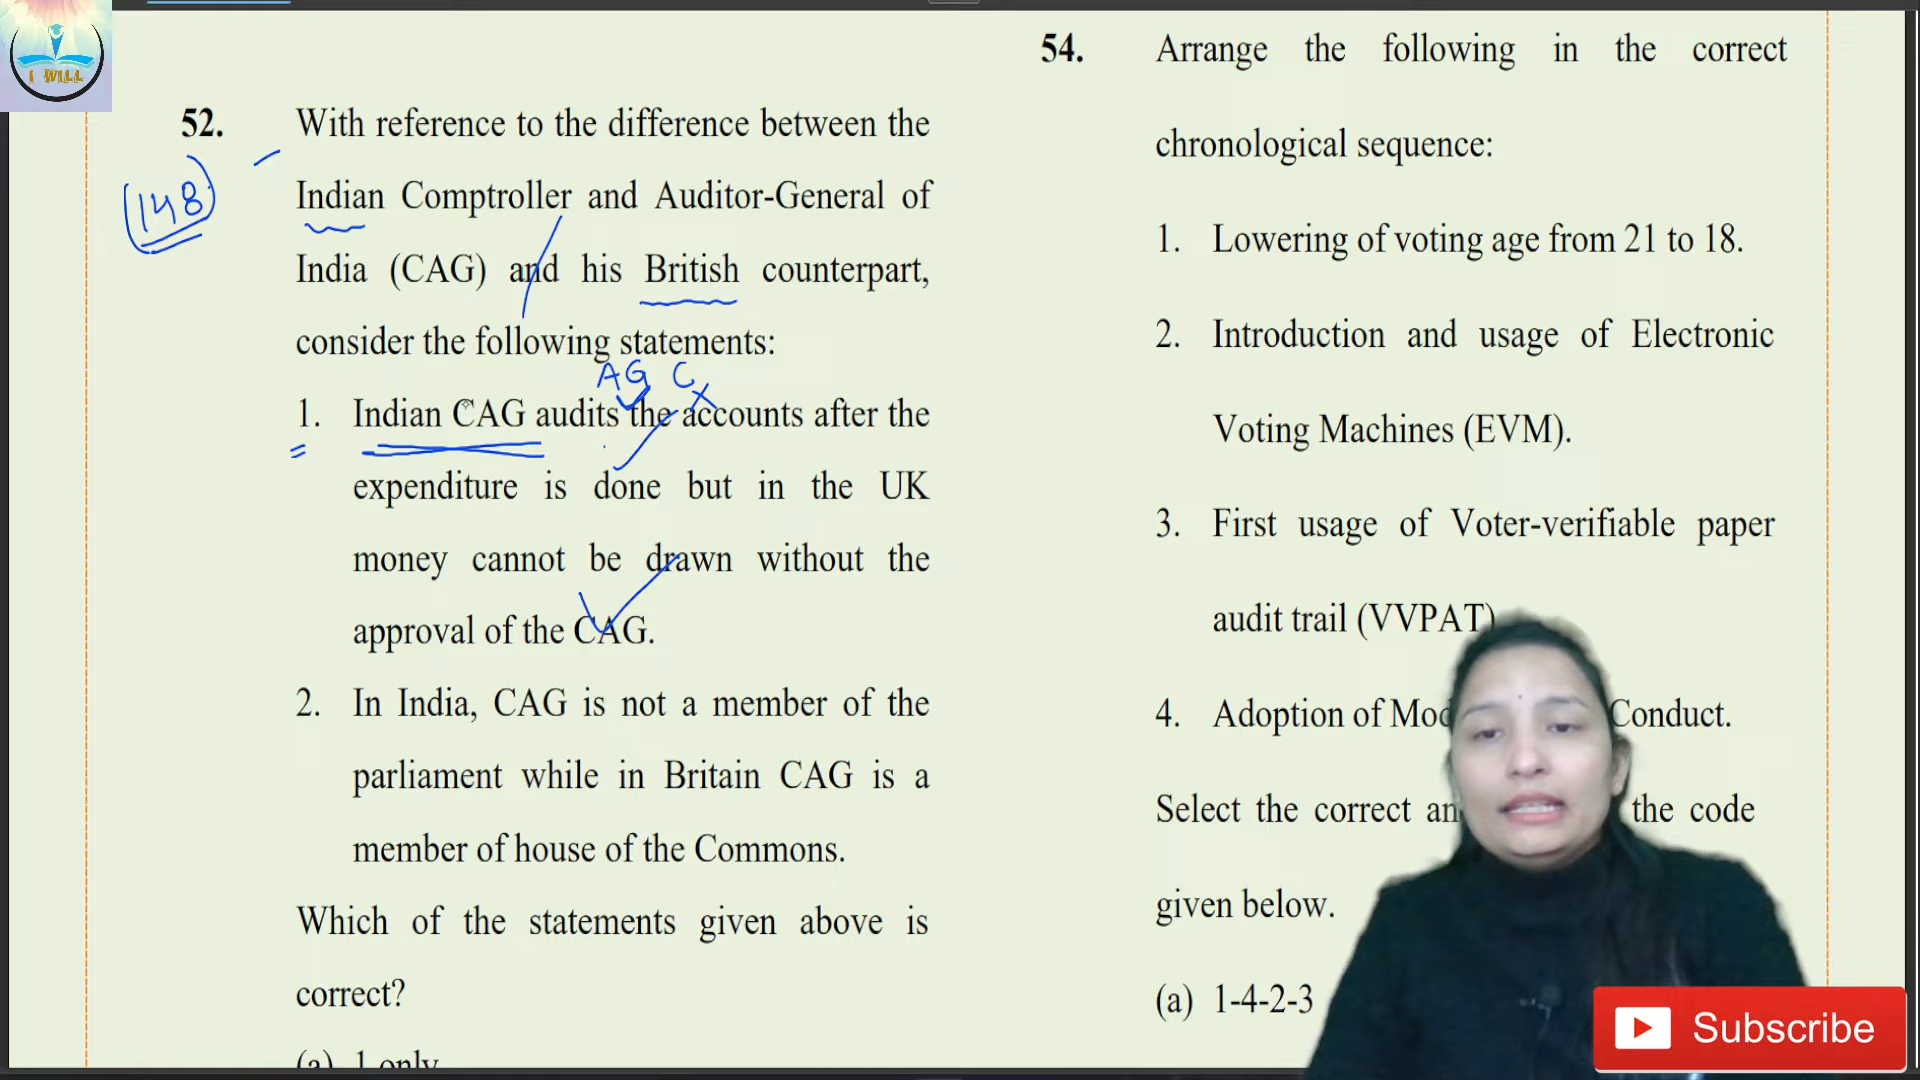 I WILL
52. With reference to the difference between the
(148)
Indian Comptroller and Auditor-General of
India (CAG) and his British counterpart,
consider the following statements:
AG C
1. Indian CAG audits the accounts after the
expenditure is done but in the UK
money cannot be drawn without the
approval of the CAG.
2. In India, CAG is not a member of the
parliament while in Britain CAG is a
member of house of the Commons.
Which of the statements given above is
correct?
(a) 1 only
54. Arrange the following in the correct
chronological sequence:
1. Lowering of voting age from 21 to 18.
2. Introduction and usage of Electronic
Voting Machines (EVM).
3. First usage of Voter-verifiable paper
audit trail (VVPAT)
4. Adoption of Mod Conduct.
Select the correct an the code
given below.
(a) 1-4-2-3
Subscribe